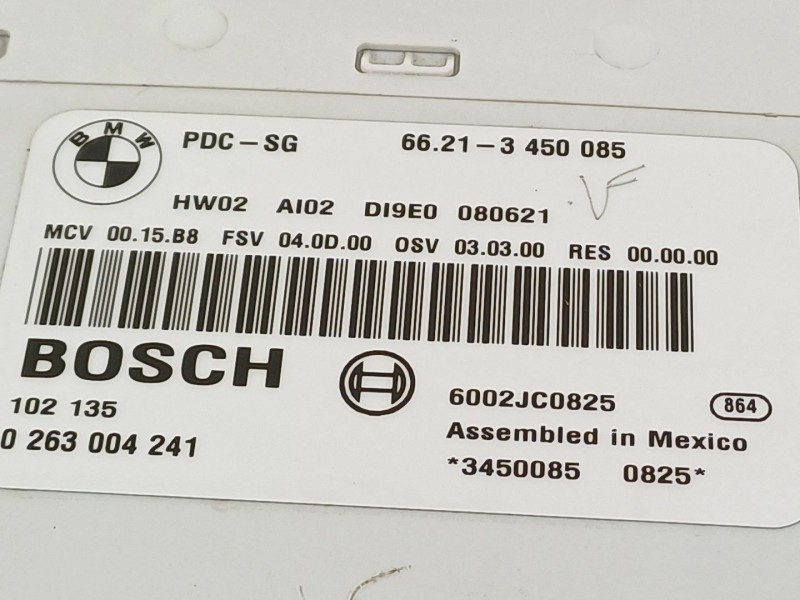 BMW PDC-SG 66.21-3 450 085
HW02 AI02 DI9E0 080621
MCV 00.15.B8 FSV 04.0D.00 OSV 03.03.00 RES 00.00.00
BOSCH
6002JC0825 864
102 135
Assembled in Mexico
0 263 004 241
*3450085 0825*